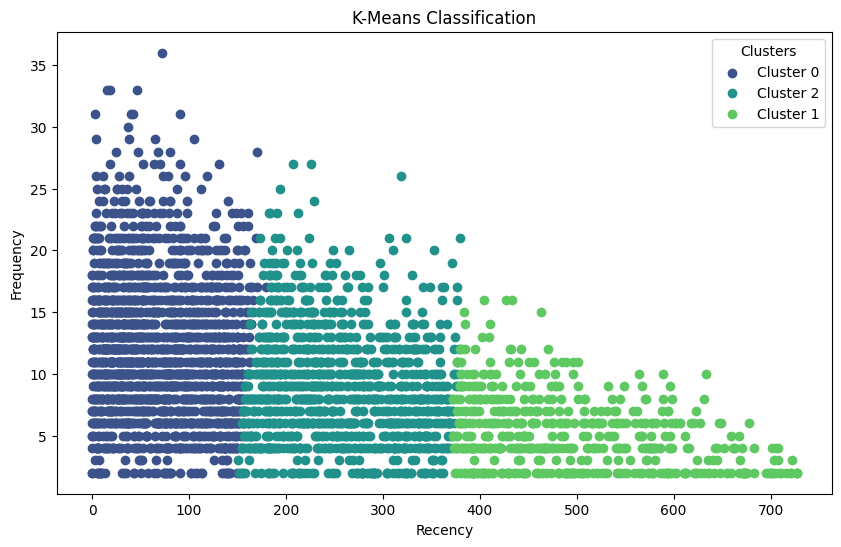 K-Means Classification
Clusters
Cluster 0
Cluster 2
Cluster 1
35
30
25
20
15
10
5
Frequency
0 100 200 300 400 500 600 700
Recency